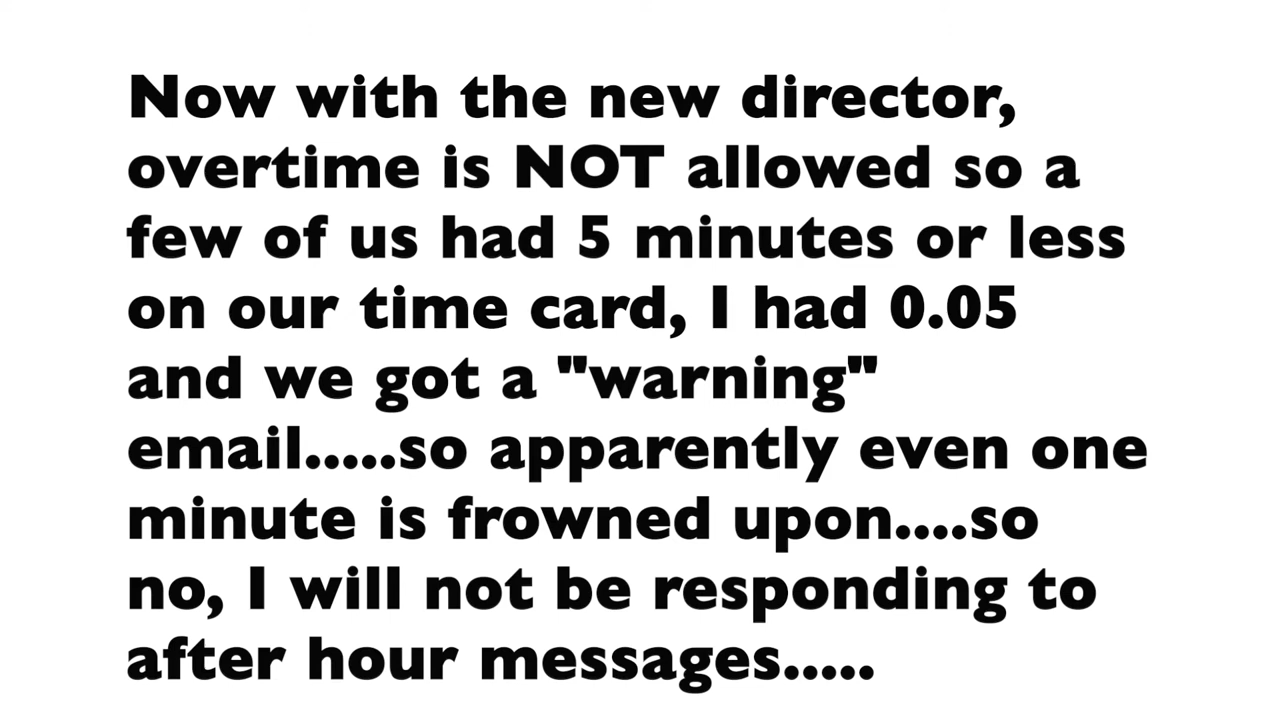 Now with the new director,
overtime is NOT allowed so a
few of us had 5 minutes or less
on our time card, I had 0.05
and we got a "warning"
email.....so apparently even one
minute is frowned upon....so
no, I will not be responding to
after hour messages.....